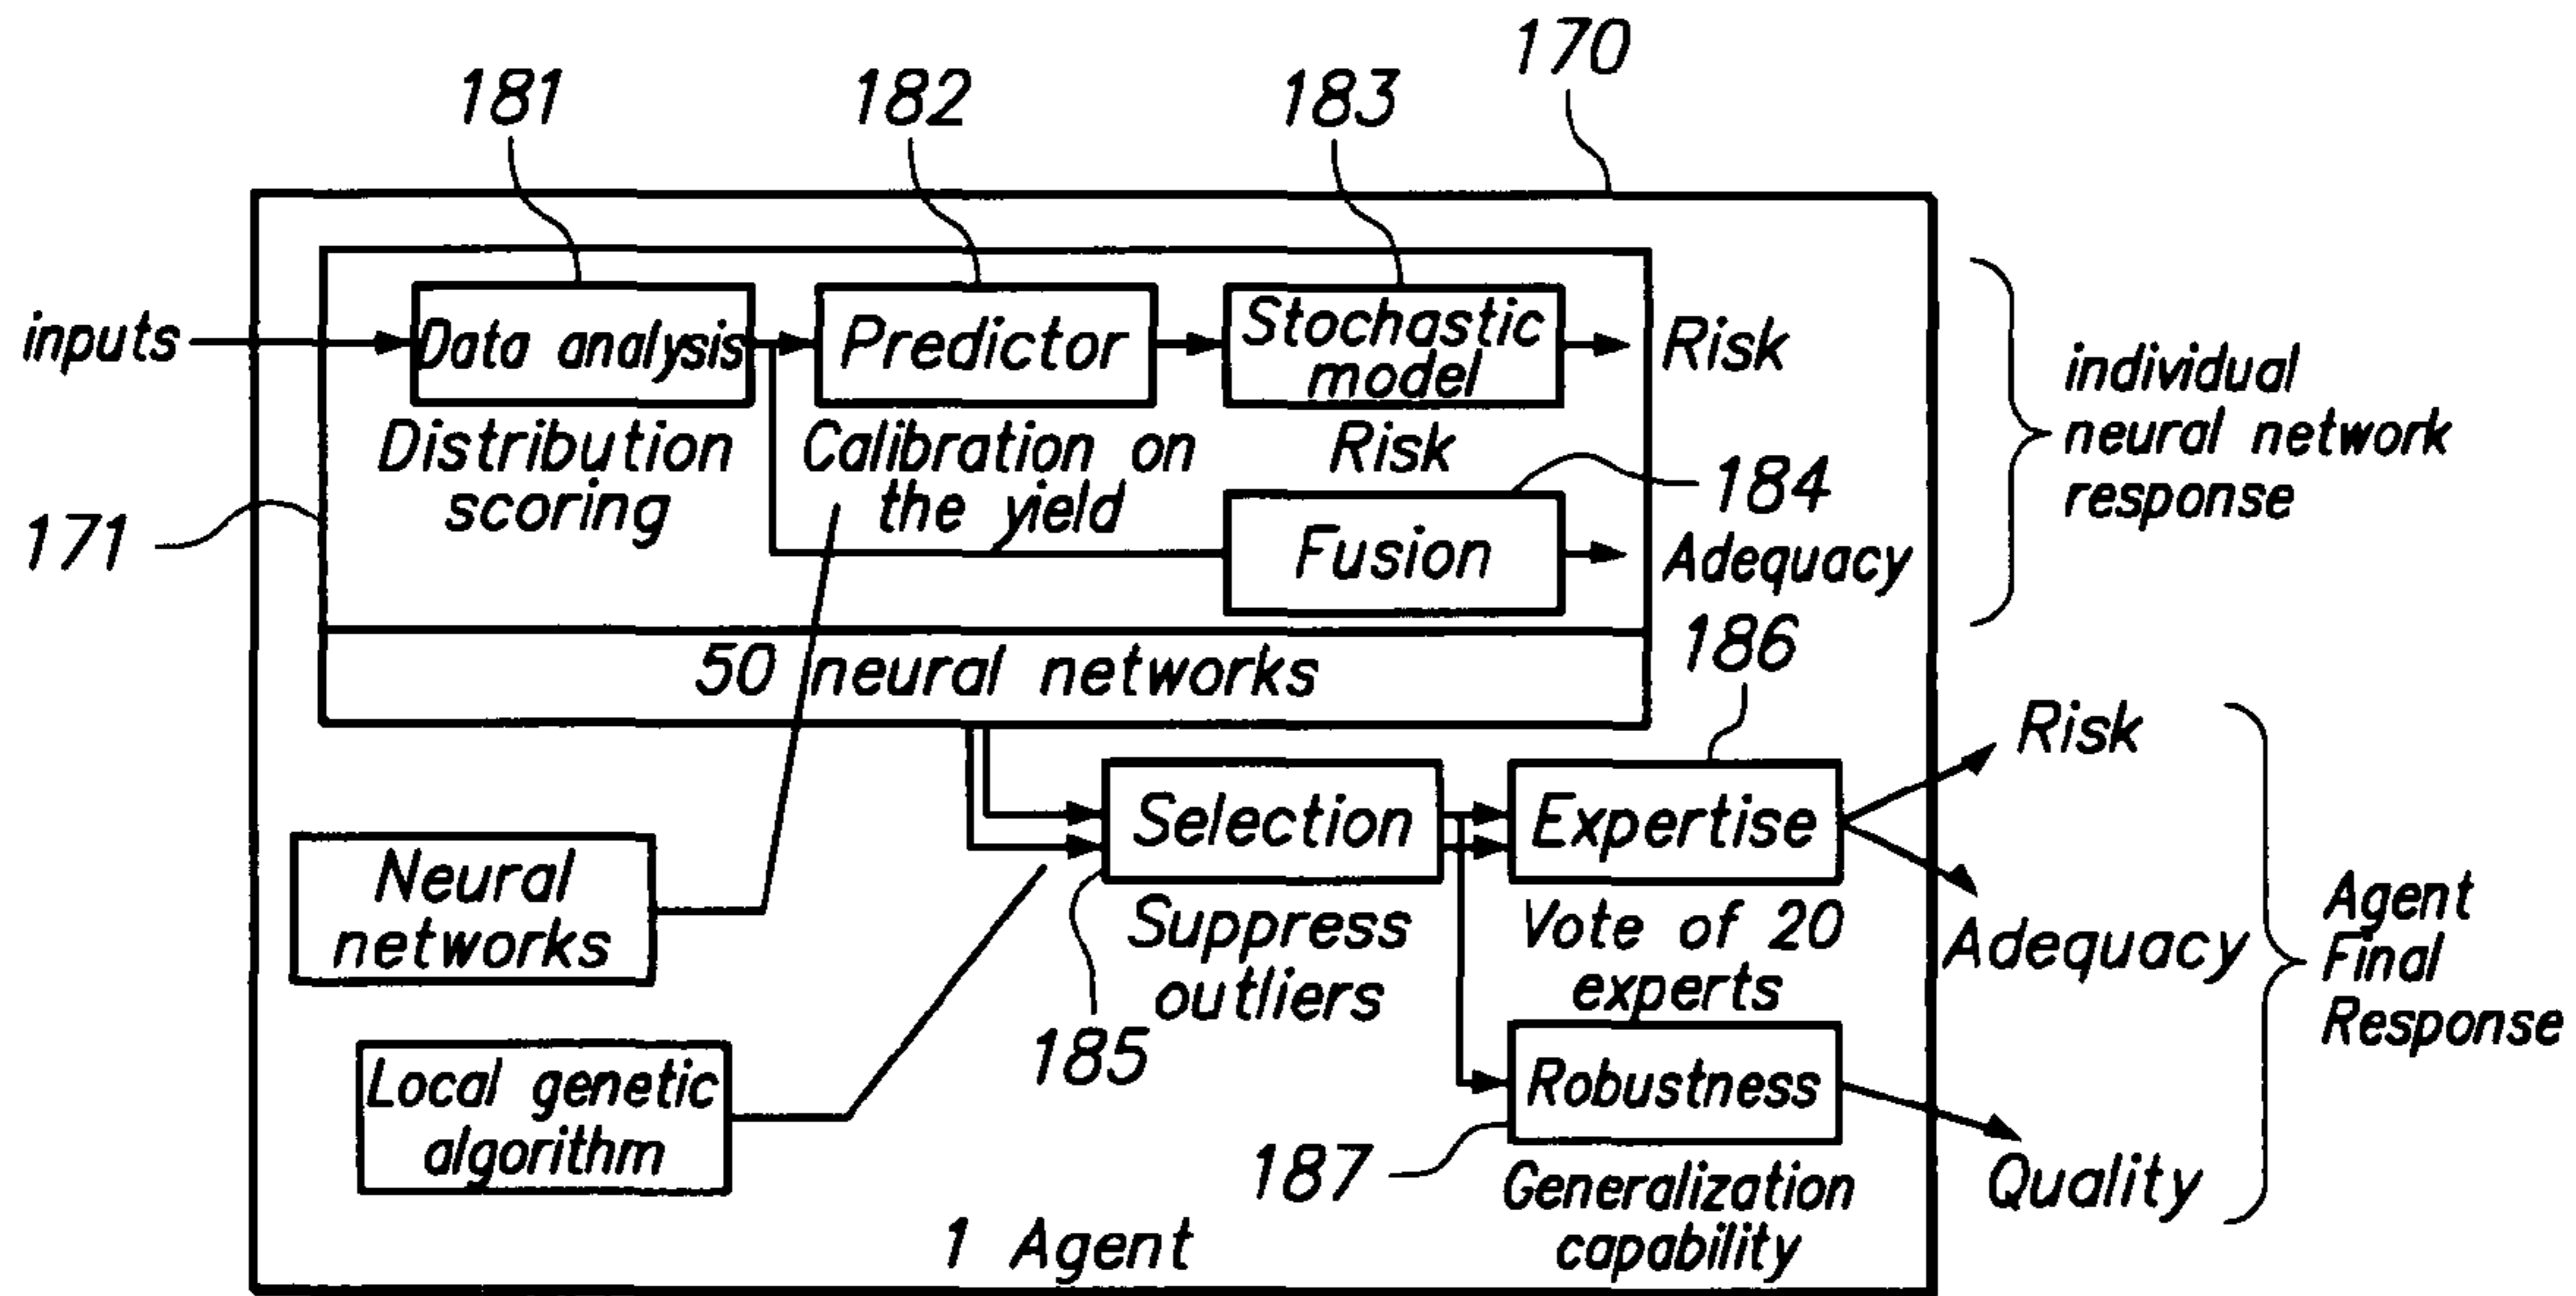 170
181
182
183
inputs
Data analysis
Predictor
Stochastic
model
Risk
Distribution
scoring
Calibration on
the yield
Risk
184
individual
neural network
response
171
Fusion
Adequacy
50 neural networks
186
Risk
Selection
Expertise
Neural
networks
Suppress
outliers
Vote of 20
experts
Adequacy
Agent
Final
Response
185
Local genetic
algorithm
Robustness
187
Generalization
capability
Quality
1 Agent